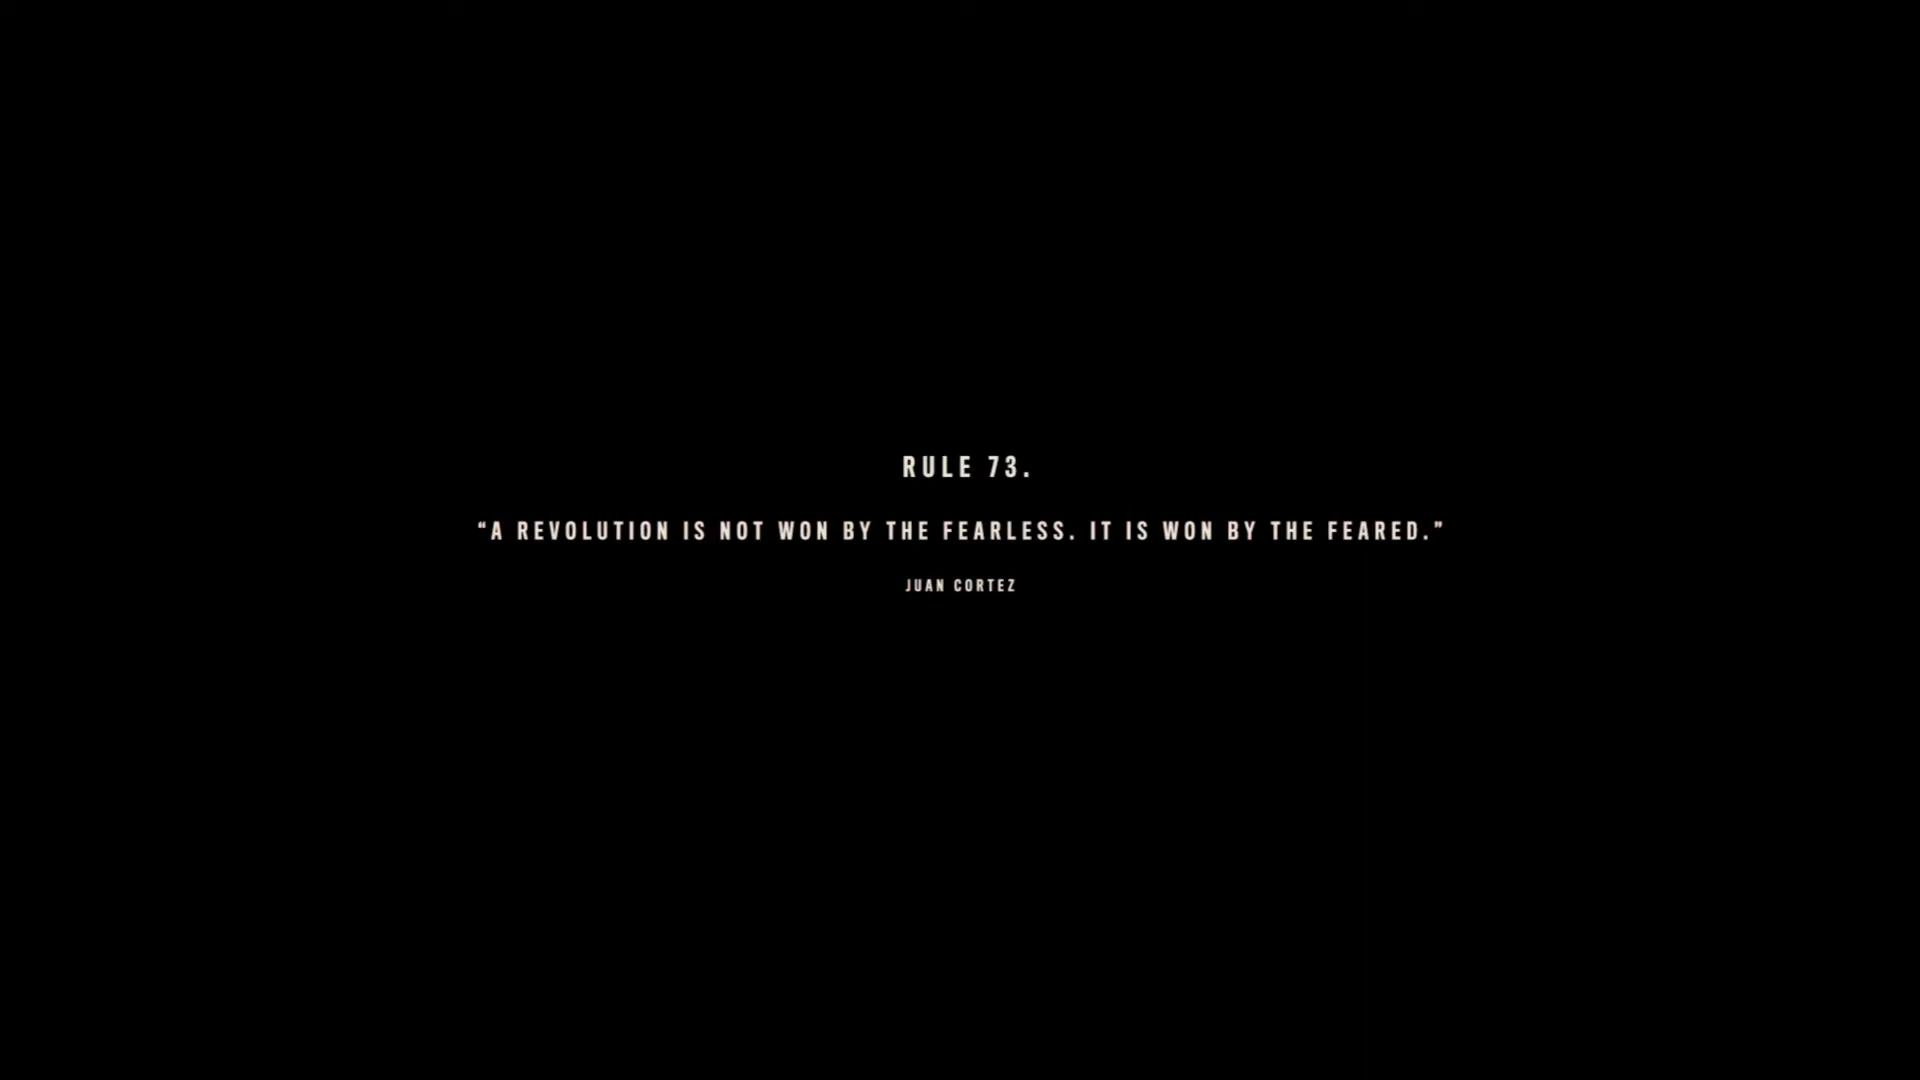 RULE 73.
“A REVOLUTION IS NOT WON BY THE FEARLESS. IT IS WON BY THE FEARED.”
JUAN CORTEZ